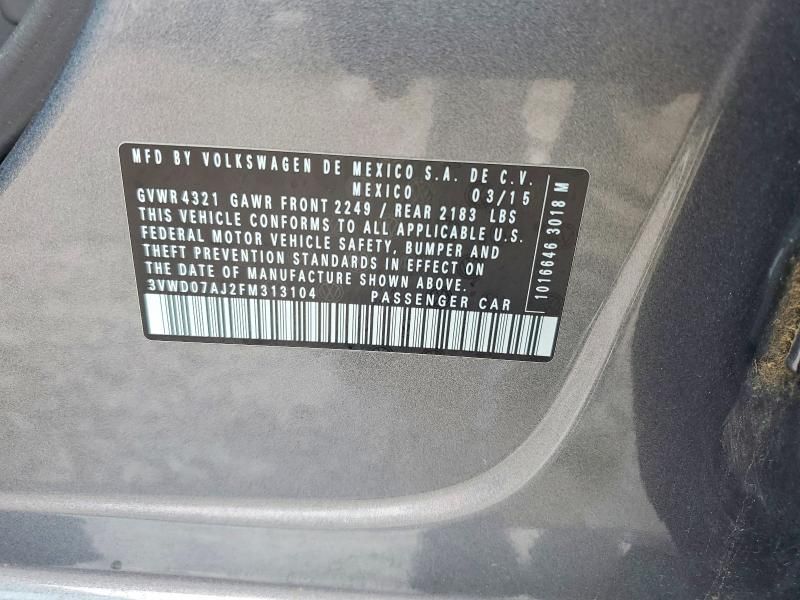 MFD BY VOLKSWAGEN DE MEXICO S.A. DE C.V.
MEXICO 03/15
GVWR 4321 GAWR FRONT 2249 / REAR 2183 LBS
THIS VEHICLE CONFORMS TO ALL APPLICABLE U.S.
FEDERAL MOTOR VEHICLE SAFETY, BUMPER AND
THEFT PREVENTION STANDARDS IN EFFECT ON
THE DATE OF MANUFACTURE SHOWN ABOVE.
3VWD07AJ2FM313104 PASSENGER CAR
1016646 3018 M